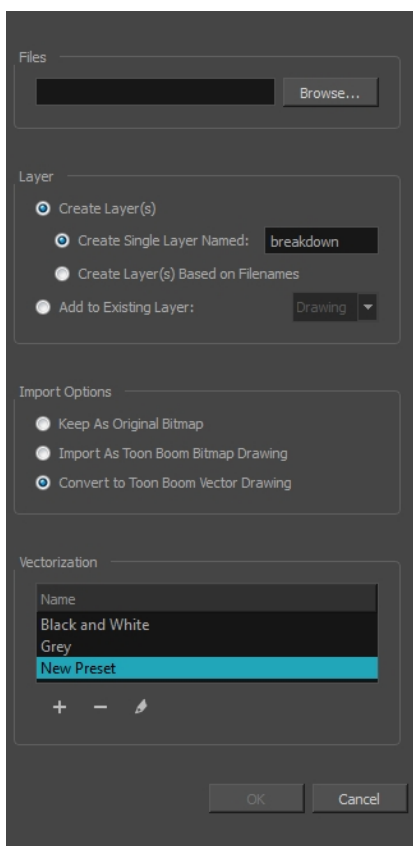 Files
Browse...
Layer
Create Layer(s)
Create Single Layer Named: breakdown
Create Layer(s) Based on Filenames
Add to Existing Layer: Drawing
Import Options
Keep As Original Bitmap
Import As Toon Boom Bitmap Drawing
Convert to Toon Boom Vector Drawing
Vectorization
Name
Black and White
Grey
New Preset
OK Cancel